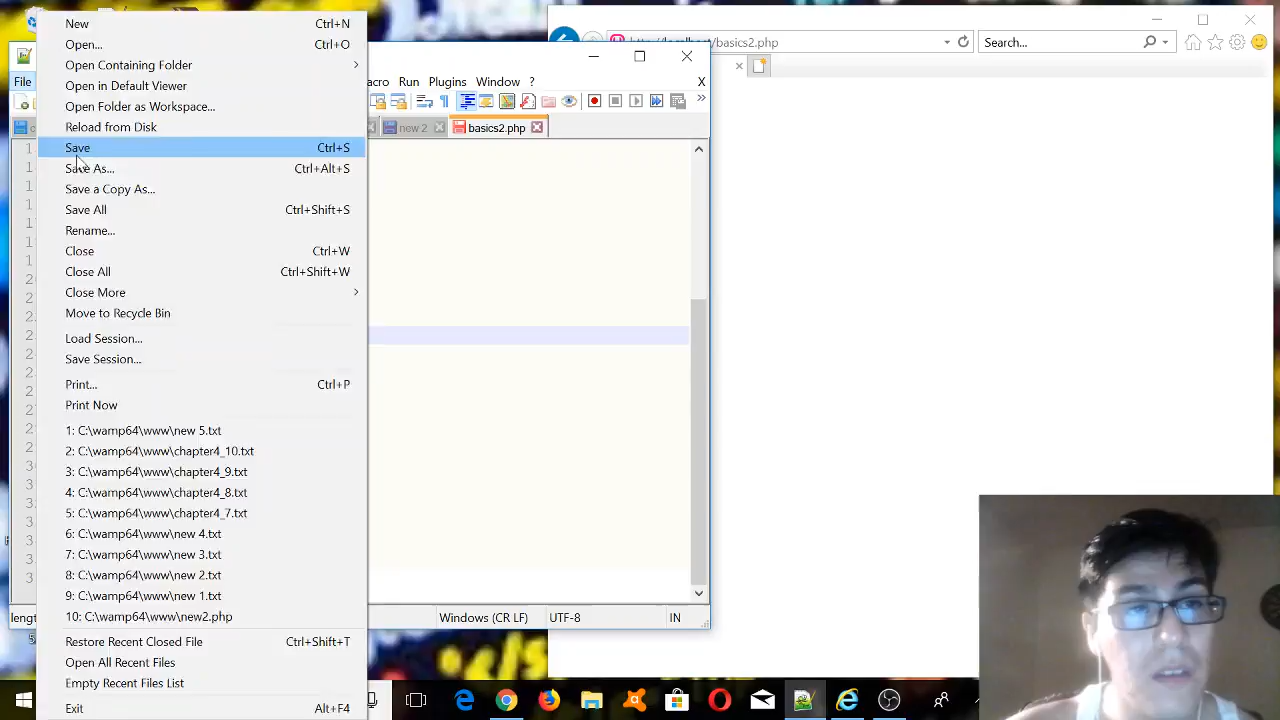 New Ctrl+N
Open... Ctrl+O
Open Containing Folder
Open in Default Viewer
Open Folder as Workspace...
Reload from Disk
Save Ctrl+S
Save As... Ctrl+Alt+S
Save a Copy As...
Save All Ctrl+Shift+S
Rename...
Close Ctrl+W
Close All Ctrl+Shift+W
Close More
Move to Recycle Bin
Load Session...
Save Session...
Print... Ctrl+P
Print Now
1: C:\wamp64\www\new 5.txt
2: C:\wamp64\www\chapter4_10.txt
3: C:\wamp64\www\chapter4_9.txt
4: C:\wamp64\www\chapter4_8.txt
5: C:\wamp64\www\chapter4_7.txt
6: C:\wamp64\www\new 4.txt
7: C:\wamp64\www\new 3.txt
8: C:\wamp64\www\new 2.txt
9: C:\wamp64\www\new 1.txt
10: C:\wamp64\www\new2.php
Restore Recent Closed File Ctrl+Shift+T
Open All Recent Files
Empty Recent Files List
Exit Alt+F4
File
acro Run Plugins Window ? X
new 2 basics2.php
Windows (CR LF) UTF-8 IN
http://localhost/basics2.php
Search...